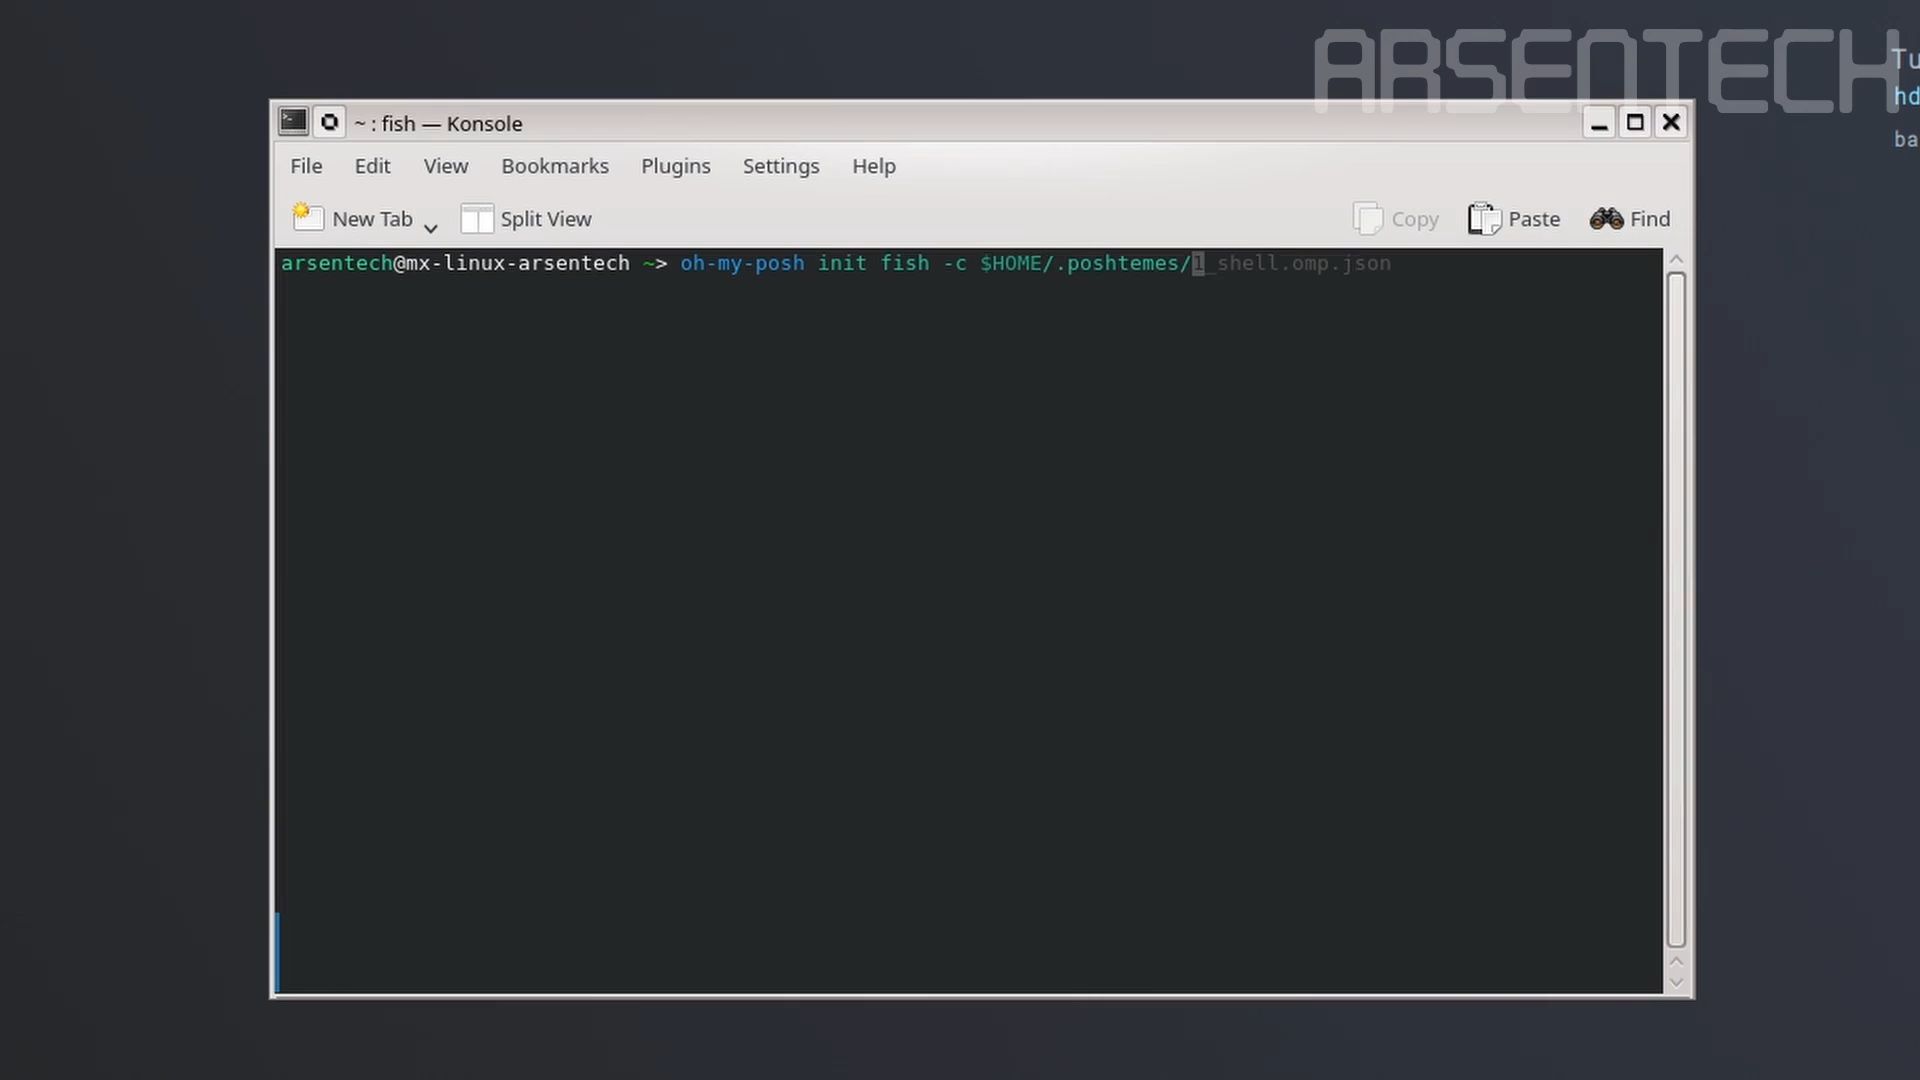 ARSENTECH
Tu
hd
ba
~ : fish — Konsole
File Edit View Bookmarks Plugins Settings Help
New Tab Split View Copy Paste Find
arsentech@mx-linux-arsentech ~> oh-my-posh init fish -c $HOME/.poshtemes/1_shell.omp.json